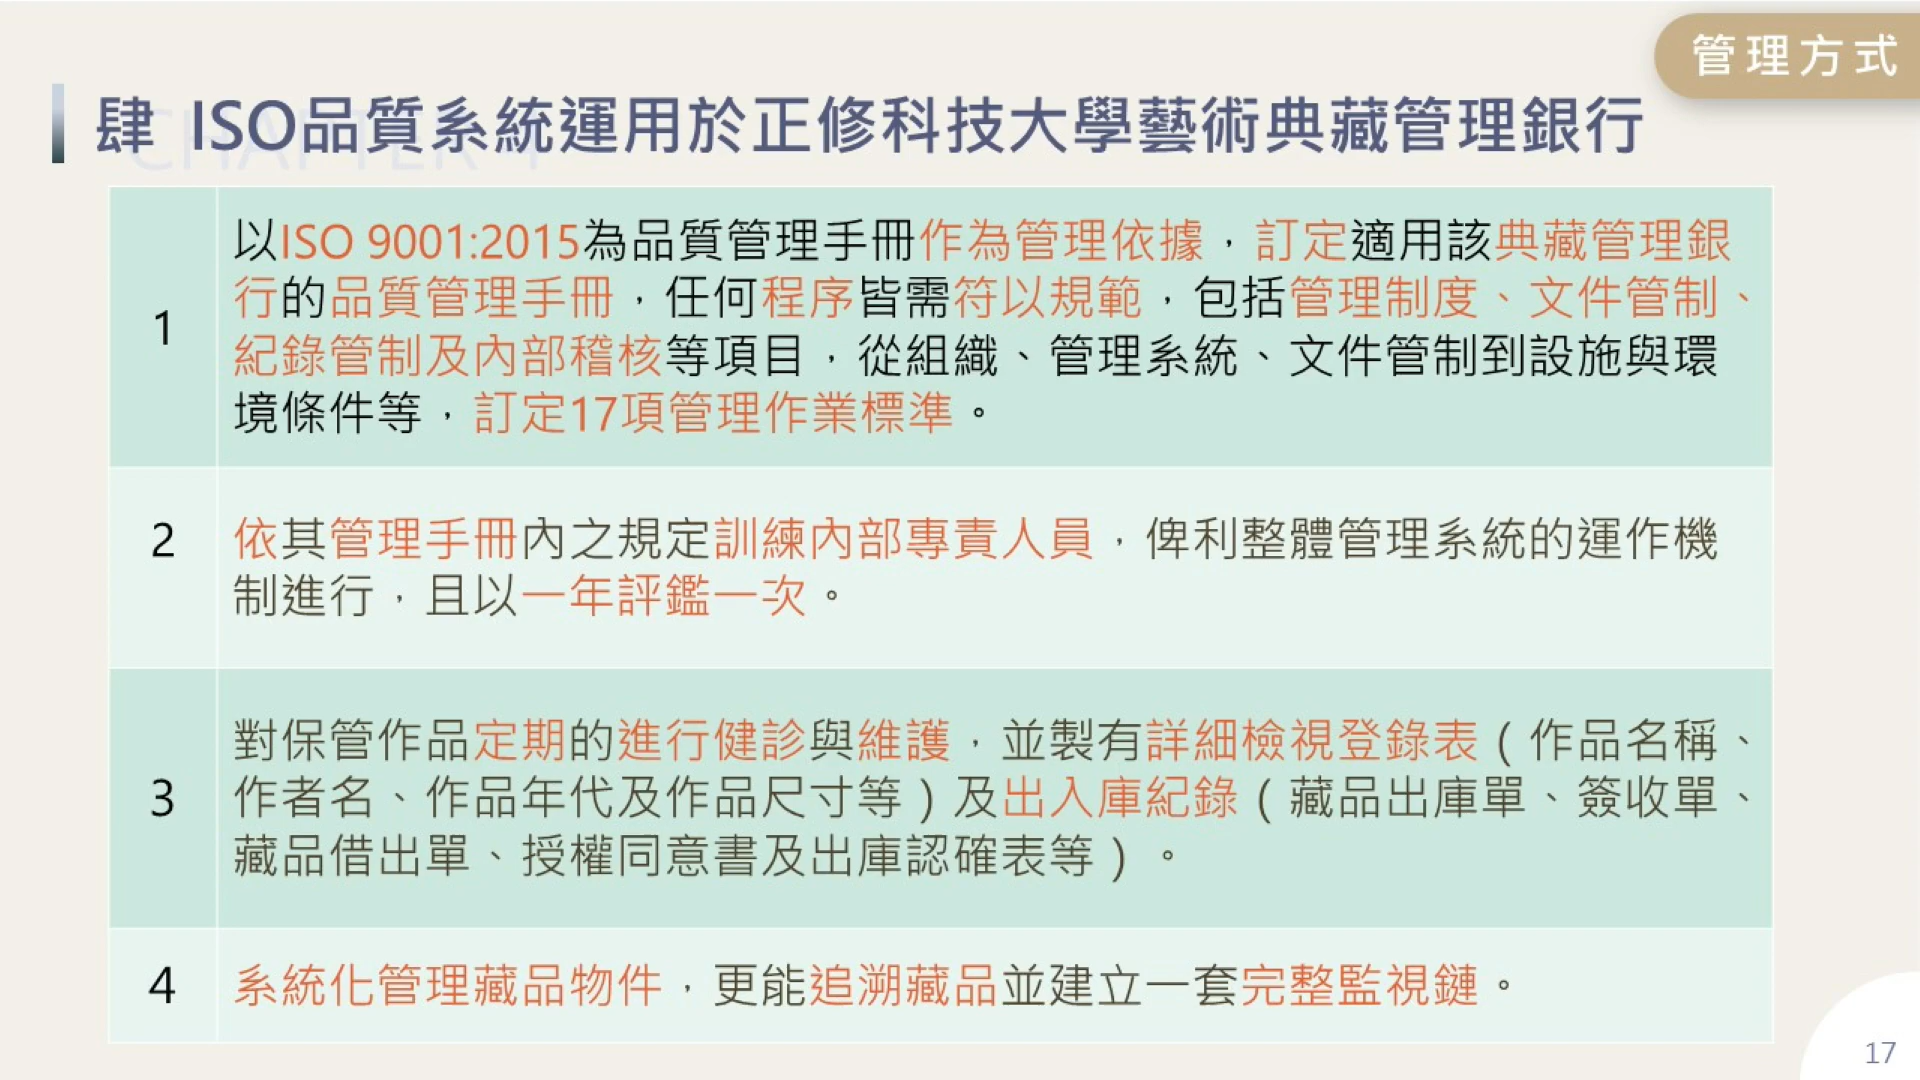 管理方式
肆 ISO品質系統運用於正修科技大學藝術典藏管理銀行
CHAPTER 4
1
以ISO 9001:2015為品質管理手冊作為管理依據，訂定適用該典藏管理銀
行的品質管理手冊，任何程序皆需符以規範，包括管理制度、文件管制、
紀錄管制及內部稽核等項目，從組織、管理系統、文件管制到設施與環
境條件等，訂定17項管理作業標準。
2
依其管理手冊內之規定訓練內部專責人員，俾利整體管理系統的運作機
制進行，且以一年評鑑一次。
3
對保管作品定期的進行健診與維護，並製有詳細檢視登錄表（作品名稱、
作者名、作品年代及作品尺寸等）及出入庫紀錄（藏品出庫單、簽收單、
藏品借出單、授權同意書及出庫認確表等）。
4
系統化管理藏品物件，更能追溯藏品並建立一套完整監視鏈。
17